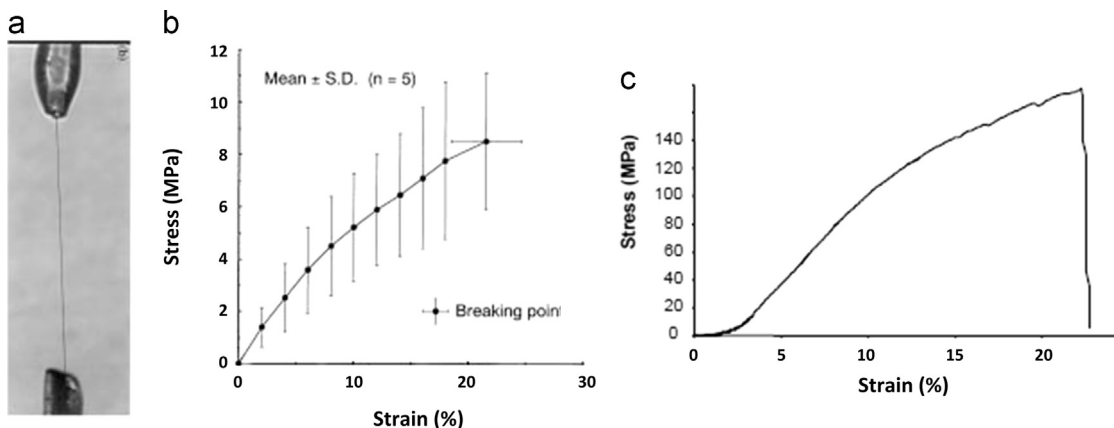 a
(b)
b
12
10
8
6
4
2
0
Mean ± S.D. (n = 5)
Breaking poin
Stress (MPa)
0
10
20
30
Strain (%)
c
140
120
100
80
60
40
20
0
Stress (MPa)
0
5
10
15
20
Strain (%)